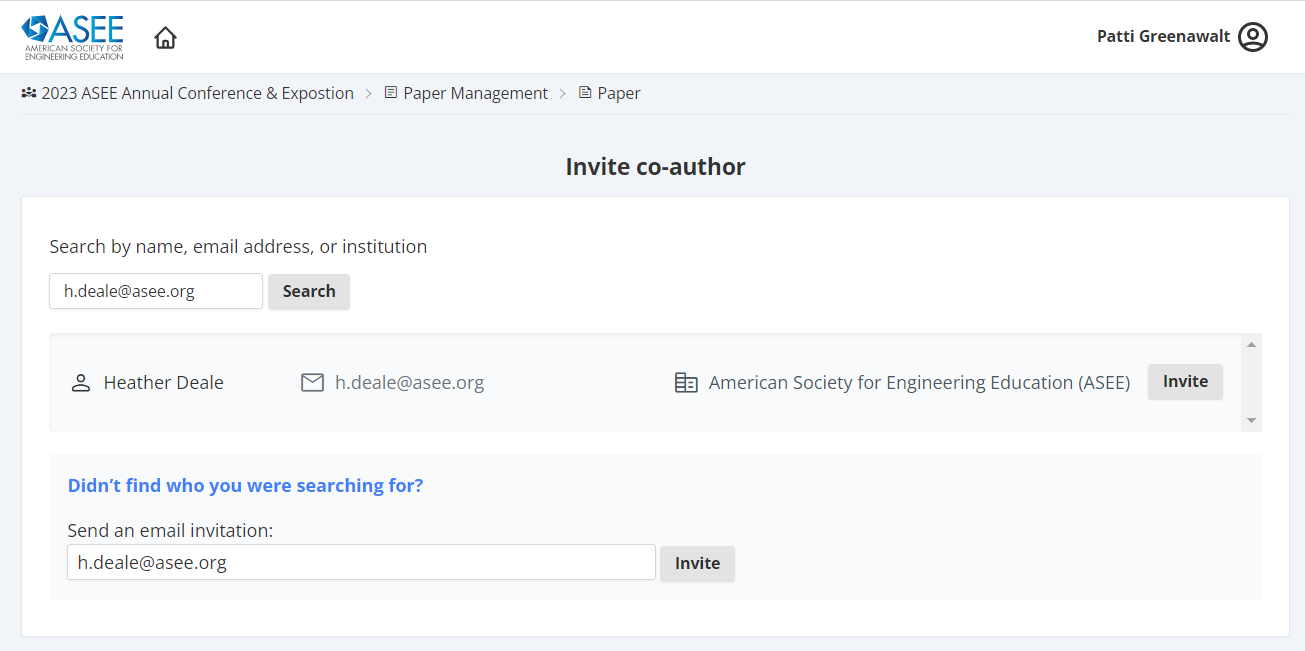 ASEE
AMERICAN SOCIETY FOR
ENGINEERING EDUCATION
Patti Greenawalt
2023 ASEE Annual Conference & Expostion > Paper Management > Paper
Invite co-author
Search by name, email address, or institution
h.deale@asee.org Search
Heather Deale h.deale@asee.org American Society for Engineering Education (ASEE) Invite
Didn’t find who you were searching for?
Send an email invitation:
h.deale@asee.org Invite